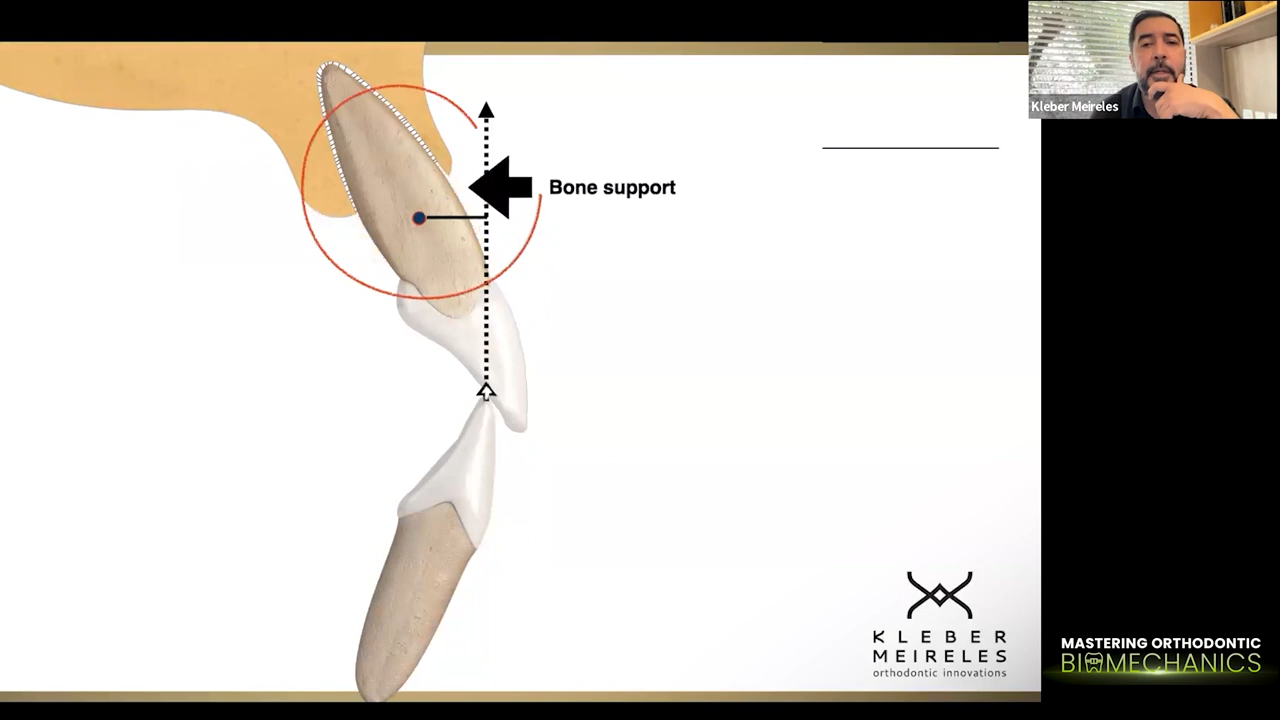 Kleber Meireles
Bone support
KLEBER
MEIRELES
orthodontic innovations
MASTERING ORTHODONTIC
BIOMECHANICS